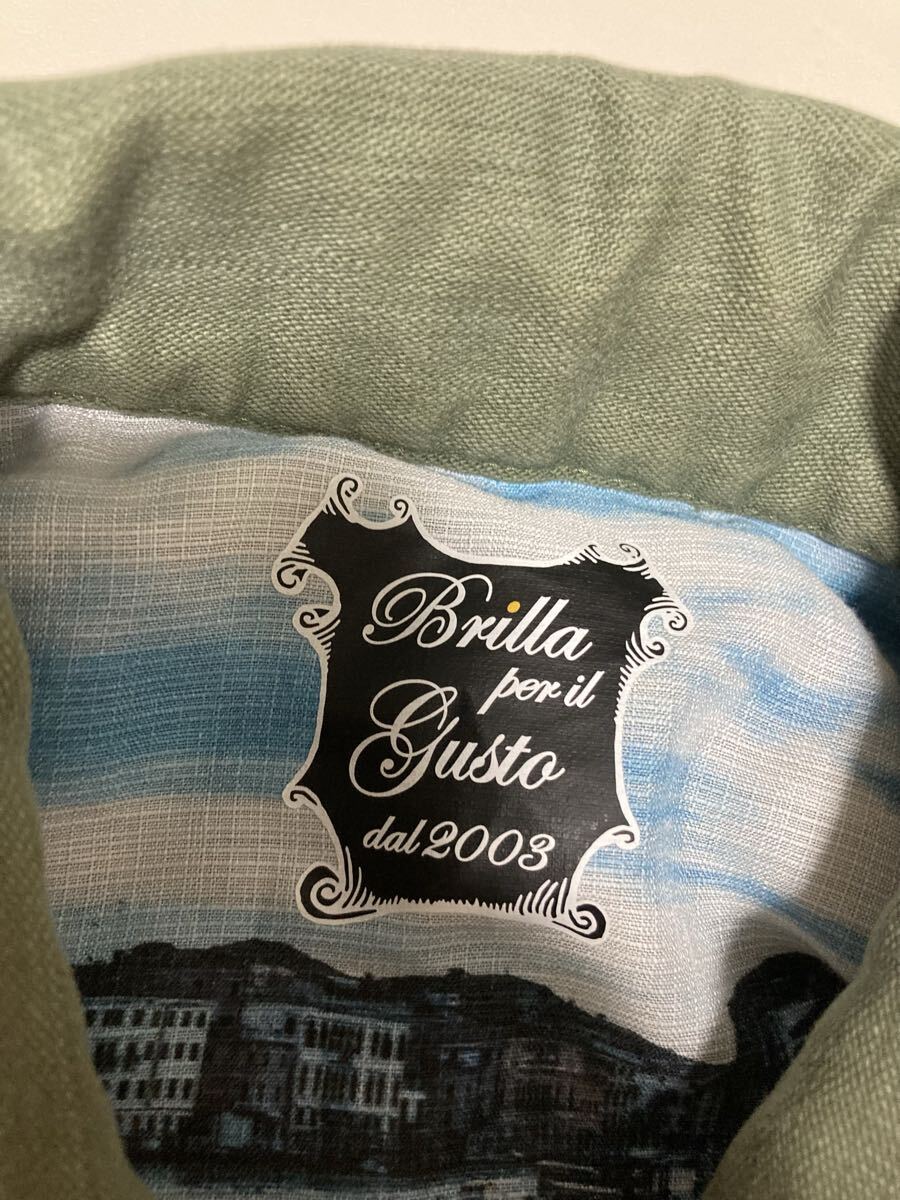 Brilla
per il
Gusto
dal 2003